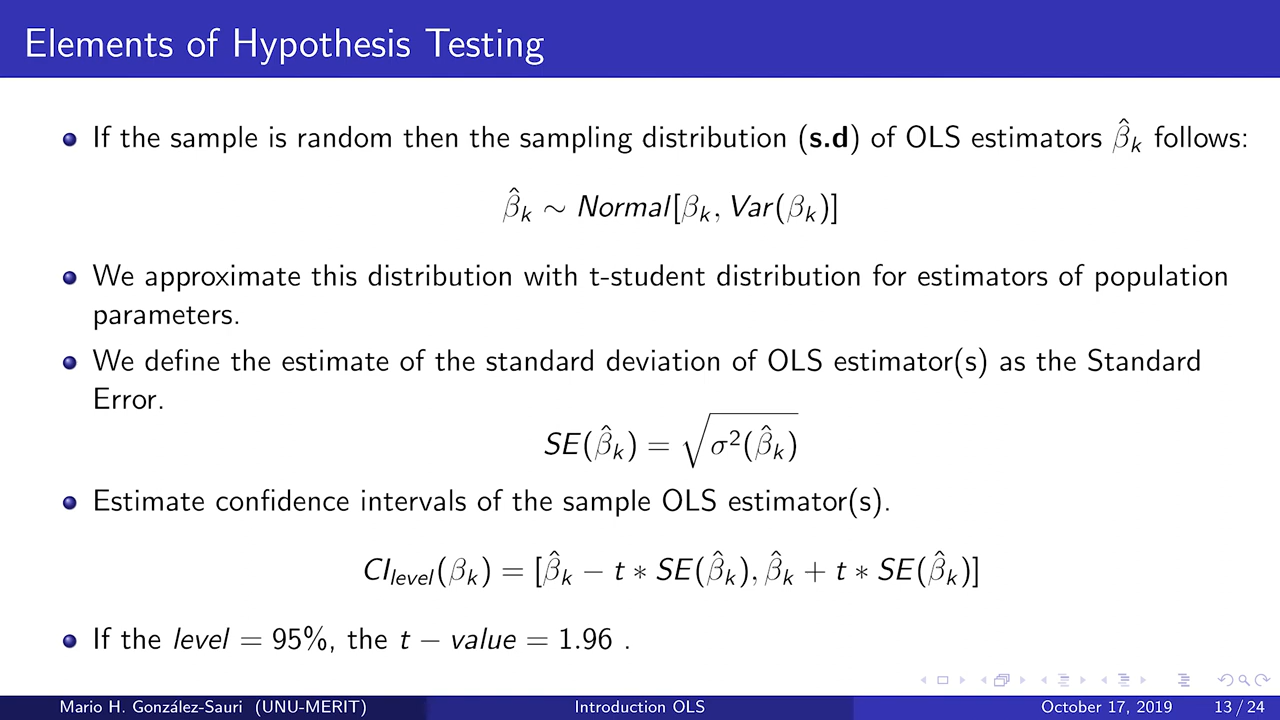 Elements of Hypothesis Testing
If the sample is random then the sampling distribution (s.d) of OLS estimators β̂ₖ follows:
β̂ₖ ∼ Normal[βₖ, Var(βₖ)]
We approximate this distribution with t-student distribution for estimators of population
parameters.
We define the estimate of the standard deviation of OLS estimator(s) as the Standard
Error.
SE(β̂ₖ) = √σ²(β̂ₖ)
Estimate confidence intervals of the sample OLS estimator(s).
CI_level(βₖ) = [β̂ₖ − t ∗ SE(β̂ₖ), β̂ₖ + t ∗ SE(β̂ₖ)]
If the level = 95%, the t − value = 1.96 .
Mario H. González-Sauri (UNU-MERIT) Introduction OLS October 17, 2019 13 / 24